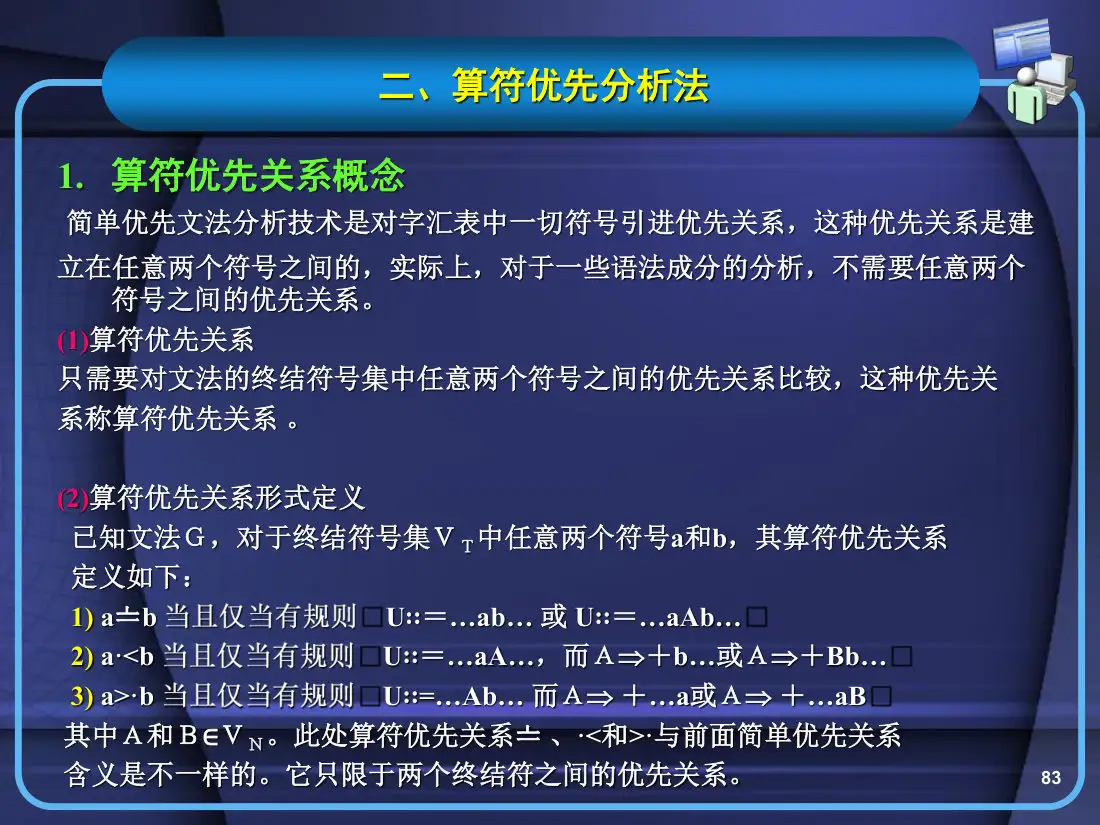 二、算符优先分析法
1. 算符优先关系概念
简单优先文法分析技术是对字汇表中一切符号引进优先关系，这种优先关系是建
立在任意两个符号之间的，实际上，对于一些语法成分的分析，不需要任意两个
符号之间的优先关系。
(1)算符优先关系
只需要对文法的终结符号集中任意两个符号之间的优先关系比较，这种优先关
系称算符优先关系 。
(2)算符优先关系形式定义
已知文法Ｇ，对于终结符号集Ｖ T 中任意两个符号a和b，其算符优先关系
定义如下：
1) a≐b 当且仅当有规则□U∷＝…ab… 或 U∷＝…aAb…□
2) a·<b 当且仅当有规则□U∷＝…aA…，而Ａ⇒＋b…或Ａ⇒＋Bb…□
3) a>·b 当且仅当有规则□U∷=…Ab… 而Ａ⇒ ＋…a或Ａ⇒ ＋…aB□
其中Ａ和Ｂ∈Ｖ N 。此处算符优先关系≐ 、·<和>·与前面简单优先关系
含义是不一样的。它只限于两个终结符之间的优先关系。
83